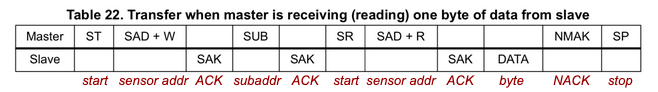 Table 22. Transfer when master is receiving (reading) one byte of data from slave
Master ST SAD + W SUB SR SAD + R NMAK SP
Slave SAK SAK SAK DATA
start sensor addr ACK subaddr ACK start sensor addr ACK byte NACK stop